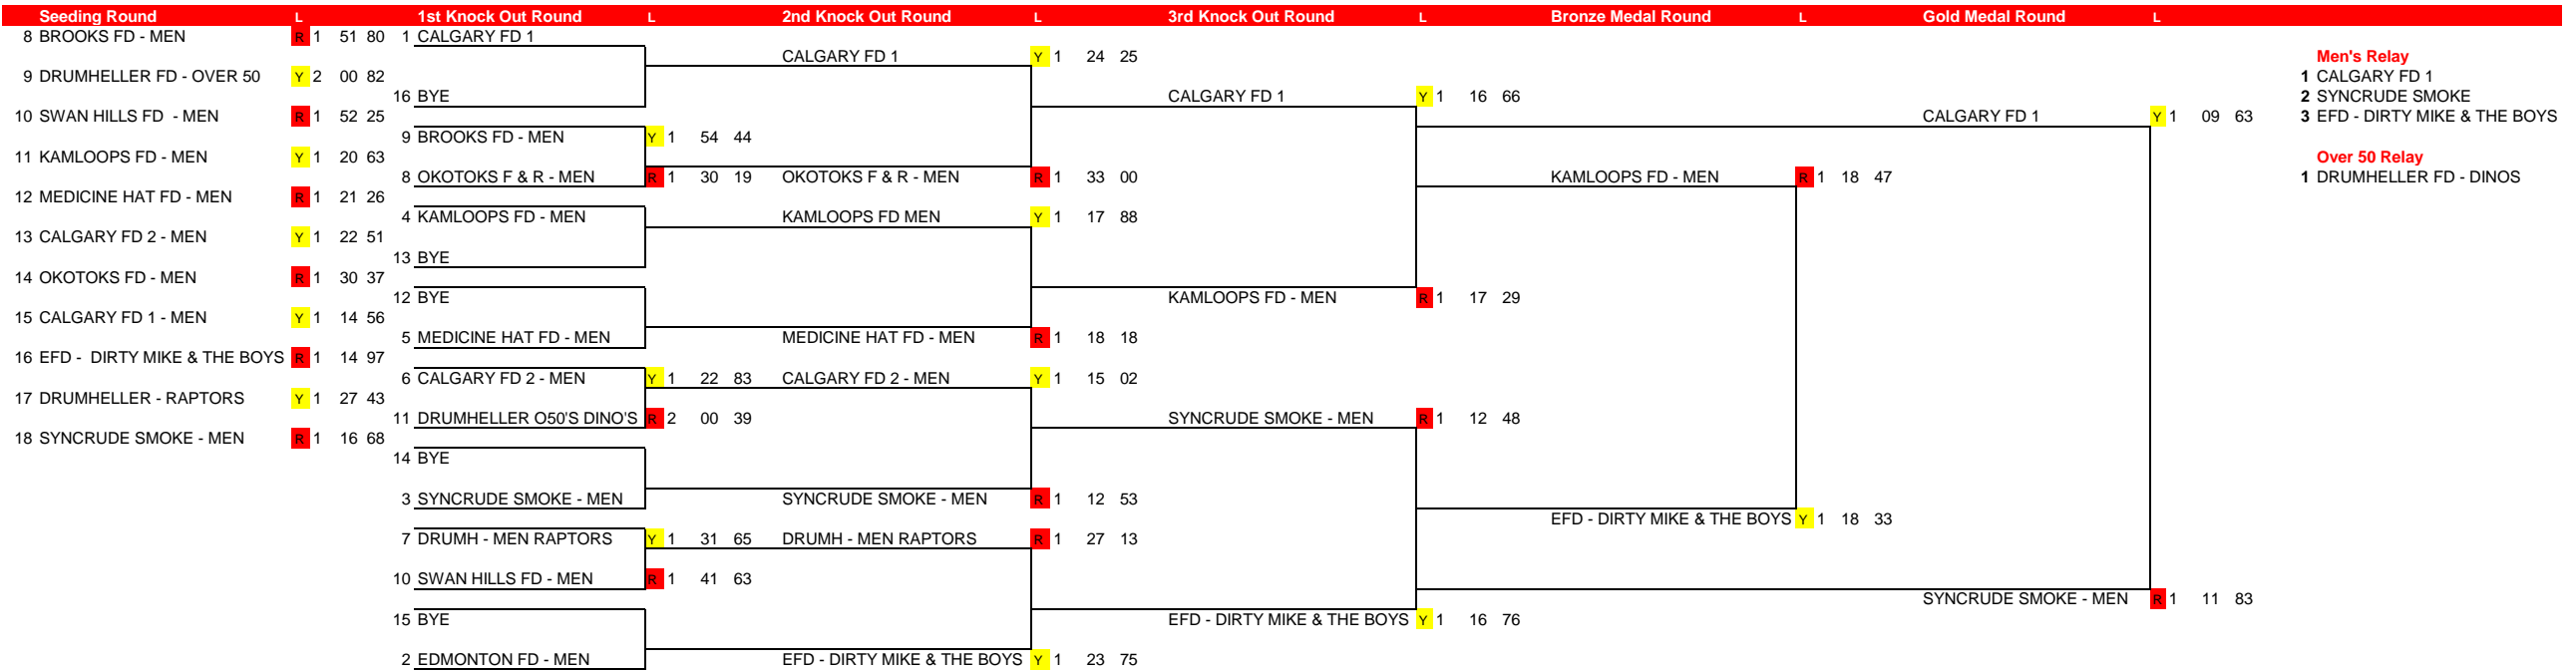 Seeding Round L 1st Knock Out Round L 2nd Knock Out Round L 3rd Knock Out Round L Bronze Medal Round L Gold Medal Round L
8 BROOKS FD - MEN R 1 51 80 1 CALGARY FD 1
CALGARY FD 1 Y 1 24 25 Men's Relay
9 DRUMHELLER FD - OVER 50 Y 2 00 82 1 CALGARY FD 1
16 BYE CALGARY FD 1 Y 1 16 66 2 SYNCRUDE SMOKE
10 SWAN HILLS FD - MEN R 1 52 25 CALGARY FD 1 Y 1 09 63 3 EFD - DIRTY MIKE & THE BOYS
9 BROOKS FD - MEN Y 1 54 44
11 KAMLOOPS FD - MEN Y 1 20 63 Over 50 Relay
8 OKOTOKS F & R - MEN R 1 30 19 OKOTOKS F & R - MEN R 1 33 00 KAMLOOPS FD - MEN R 1 18 47 1 DRUMHELLER FD - DINOS
12 MEDICINE HAT FD - MEN R 1 21 26
4 KAMLOOPS FD - MEN KAMLOOPS FD MEN Y 1 17 88
13 CALGARY FD 2 - MEN Y 1 22 51
13 BYE
14 OKOTOKS FD - MEN R 1 30 37
12 BYE KAMLOOPS FD - MEN R 1 17 29
15 CALGARY FD 1 - MEN Y 1 14 56
5 MEDICINE HAT FD - MEN MEDICINE HAT FD - MEN R 1 18 18
16 EFD - DIRTY MIKE & THE BOYS R 1 14 97
6 CALGARY FD 2 - MEN Y 1 22 83 CALGARY FD 2 - MEN Y 1 15 02
17 DRUMHELLER - RAPTORS Y 1 27 43
11 DRUMHELLER O50'S DINO'S R 2 00 39 SYNCRUDE SMOKE - MEN R 1 12 48
18 SYNCRUDE SMOKE - MEN R 1 16 68
14 BYE
3 SYNCRUDE SMOKE - MEN SYNCRUDE SMOKE - MEN R 1 12 53
EFD - DIRTY MIKE & THE BOYS Y 1 18 33
7 DRUMH - MEN RAPTORS Y 1 31 65 DRUMH - MEN RAPTORS R 1 27 13
10 SWAN HILLS FD - MEN R 1 41 63
SYNCRUDE SMOKE - MEN R 1 11 83
15 BYE EFD - DIRTY MIKE & THE BOYS Y 1 16 76
2 EDMONTON FD - MEN EFD - DIRTY MIKE & THE BOYS Y 1 23 75